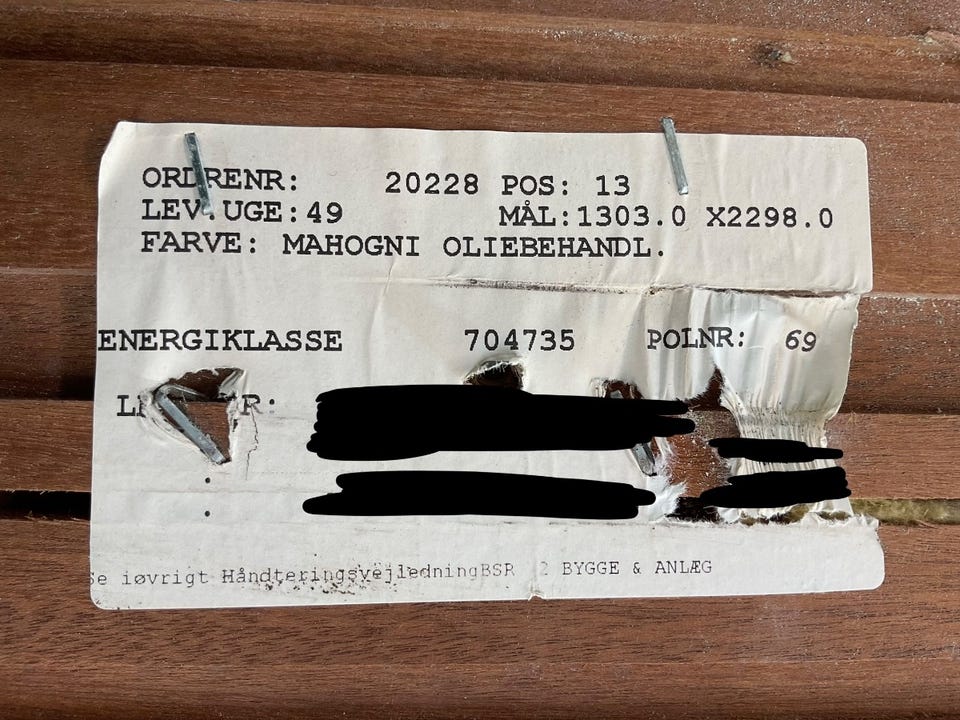 ORDRENR: 20228 POS: 13
LEV.UGE:49 MÅL:1303.0 X2298.0
FARVE: MAHOGNI OLIEBEHANDL.
ENERGIKLASSE 704735 POLNR: 69
Se iøvrigt HåndteringsvejledningBSR 2 BYGGE & ANLÆG